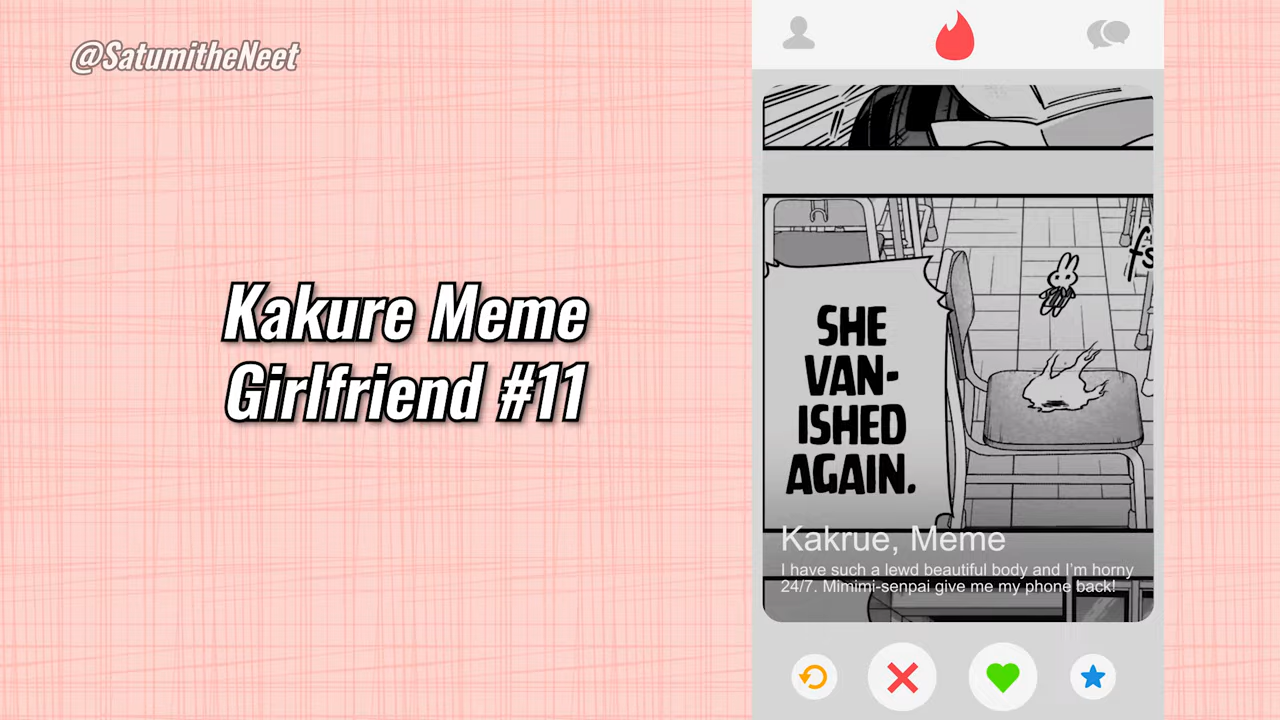 @SatumitheNeet
Kakure Meme
Girlfriend #11
SHE
VAN-
ISHED
AGAIN.
Kakrue, Meme
I have such a lewd beautiful body and I'm horny
24/7. Mimimi-senpai give me my phone back!